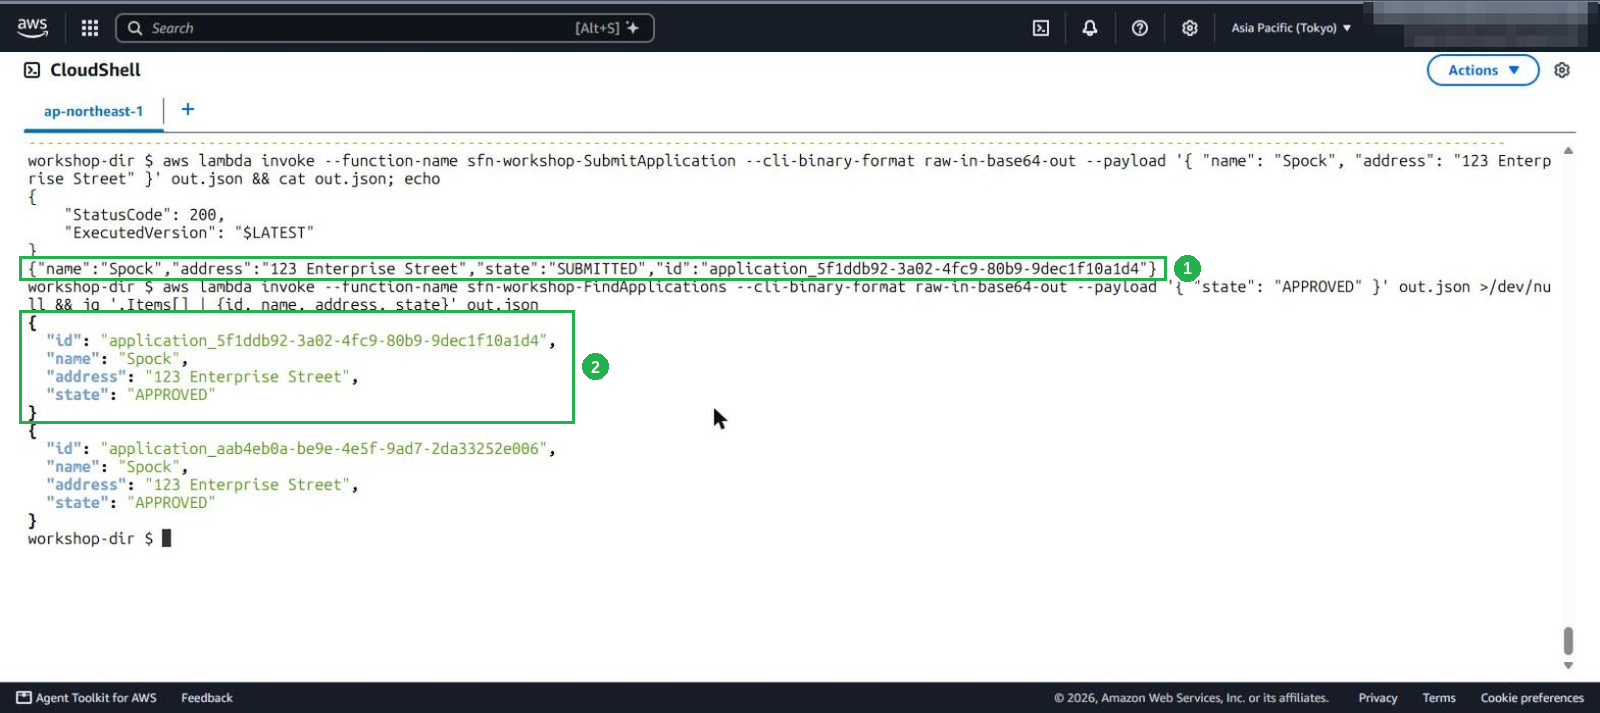 aws
Search
[Alt+S]
Asia Pacific (Tokyo)
CloudShell
Actions
ap-northeast-1
+
workshop-dir $ aws lambda invoke --function-name sfn-workshop-SubmitApplication --cli-binary-format raw-in-base64-out --payload '{ "name": "Spock", "address": "123 Enterp
rise Street" }' out.json && cat out.json; echo
{
    "StatusCode": 200,
    "ExecutedVersion": "$LATEST"
}
{"name":"Spock","address":"123 Enterprise Street","state":"SUBMITTED","id":"application_5f1ddb92-3a02-4fc9-80b9-9dec1f10a1d4"}
1
workshop-dir $ aws lambda invoke --function-name sfn-workshop-FindApplications --cli-binary-format raw-in-base64-out --payload '{ "state": "APPROVED" }' out.json >/dev/nu
ll && jq '.Items[] | {id, name, address, state}' out.json
{
  "id": "application_5f1ddb92-3a02-4fc9-80b9-9dec1f10a1d4",
  "name": "Spock",
  "address": "123 Enterprise Street",
  "state": "APPROVED"
}
2
{
  "id": "application_aab4eb0a-be9e-4e5f-9ad7-2da33252e006",
  "name": "Spock",
  "address": "123 Enterprise Street",
  "state": "APPROVED"
}
workshop-dir $
Agent Toolkit for AWS
Feedback
© 2026, Amazon Web Services, Inc. or its affiliates.
Privacy
Terms
Cookie preferences